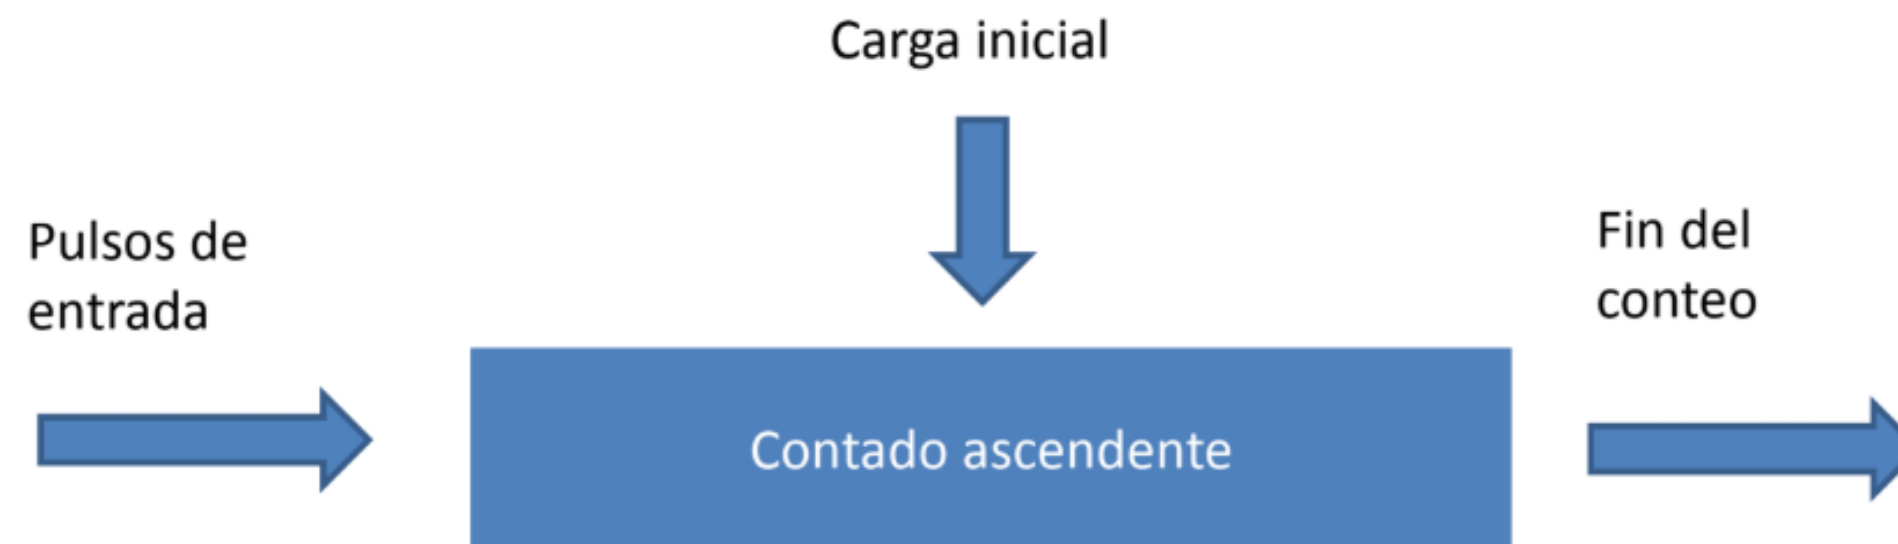 Carga inicial
Pulsos de
entrada
Fin del
conteo
Contado ascendente